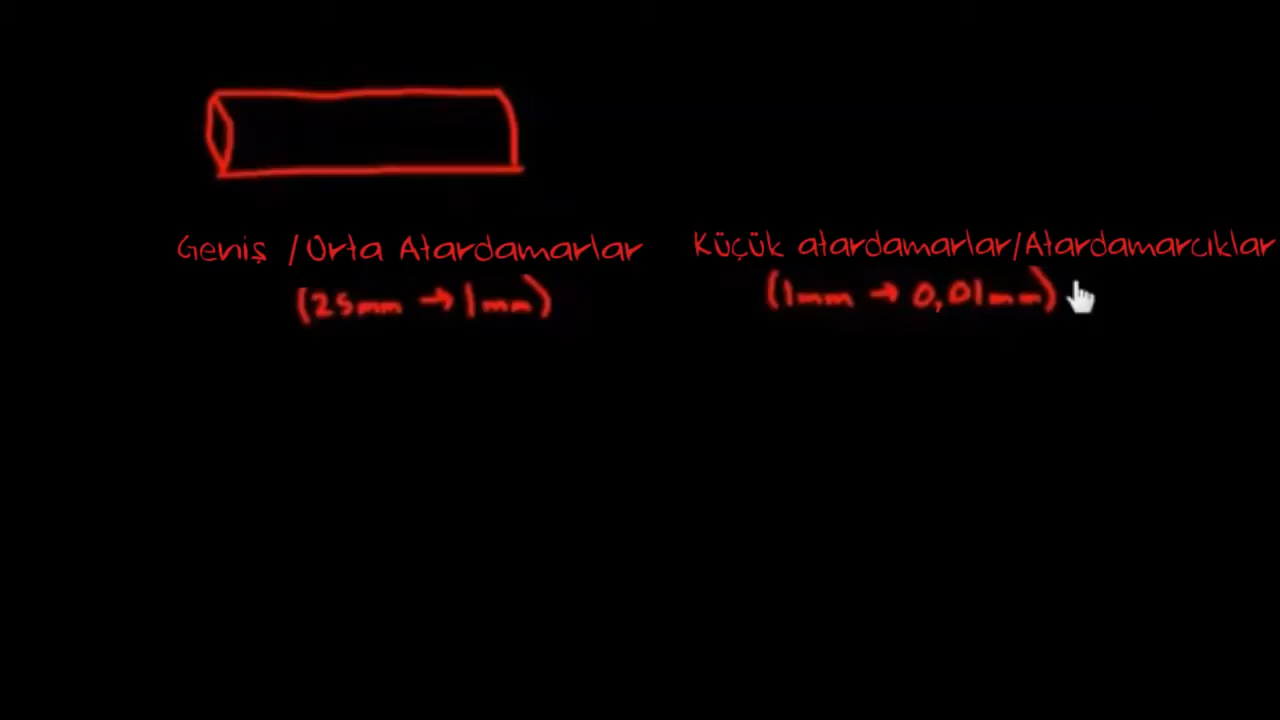 Geniş /Orta Atardamarlar
(25mm → 1mm)
Küçük atardamarlar/Atardamarcıklar
(1mm → 0,01mm)